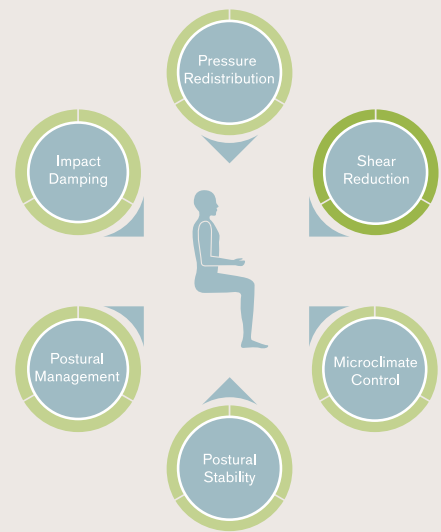 Pressure
Redistribution
Impact
Damping
Shear
Reduction
Postural
Management
Microclimate
Control
Postural
Stability